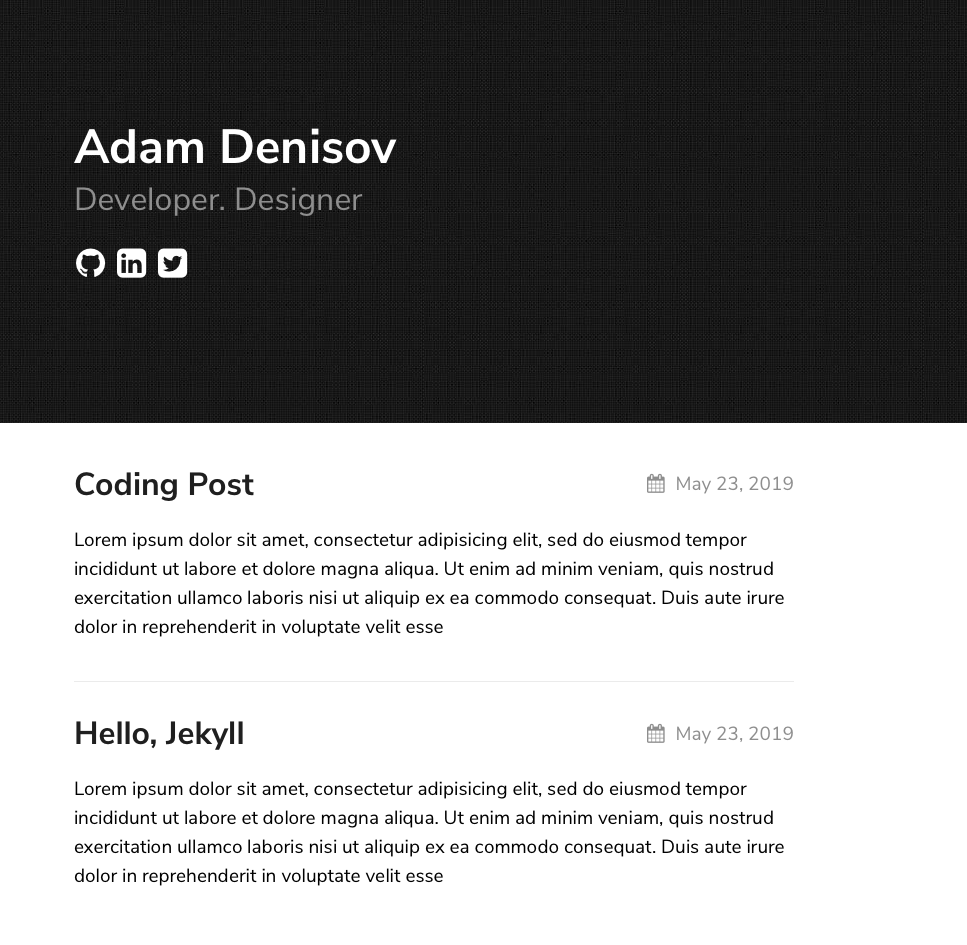 Adam Denisov
Developer. Designer
Coding Post
May 23, 2019
Lorem ipsum dolor sit amet, consectetur adipisicing elit, sed do eiusmod tempor
incididunt ut labore et dolore magna aliqua. Ut enim ad minim veniam, quis nostrud
exercitation ullamco laboris nisi ut aliquip ex ea commodo consequat. Duis aute irure
dolor in reprehenderit in voluptate velit esse
Hello, Jekyll
May 23, 2019
Lorem ipsum dolor sit amet, consectetur adipisicing elit, sed do eiusmod tempor
incididunt ut labore et dolore magna aliqua. Ut enim ad minim veniam, quis nostrud
exercitation ullamco laboris nisi ut aliquip ex ea commodo consequat. Duis aute irure
dolor in reprehenderit in voluptate velit esse